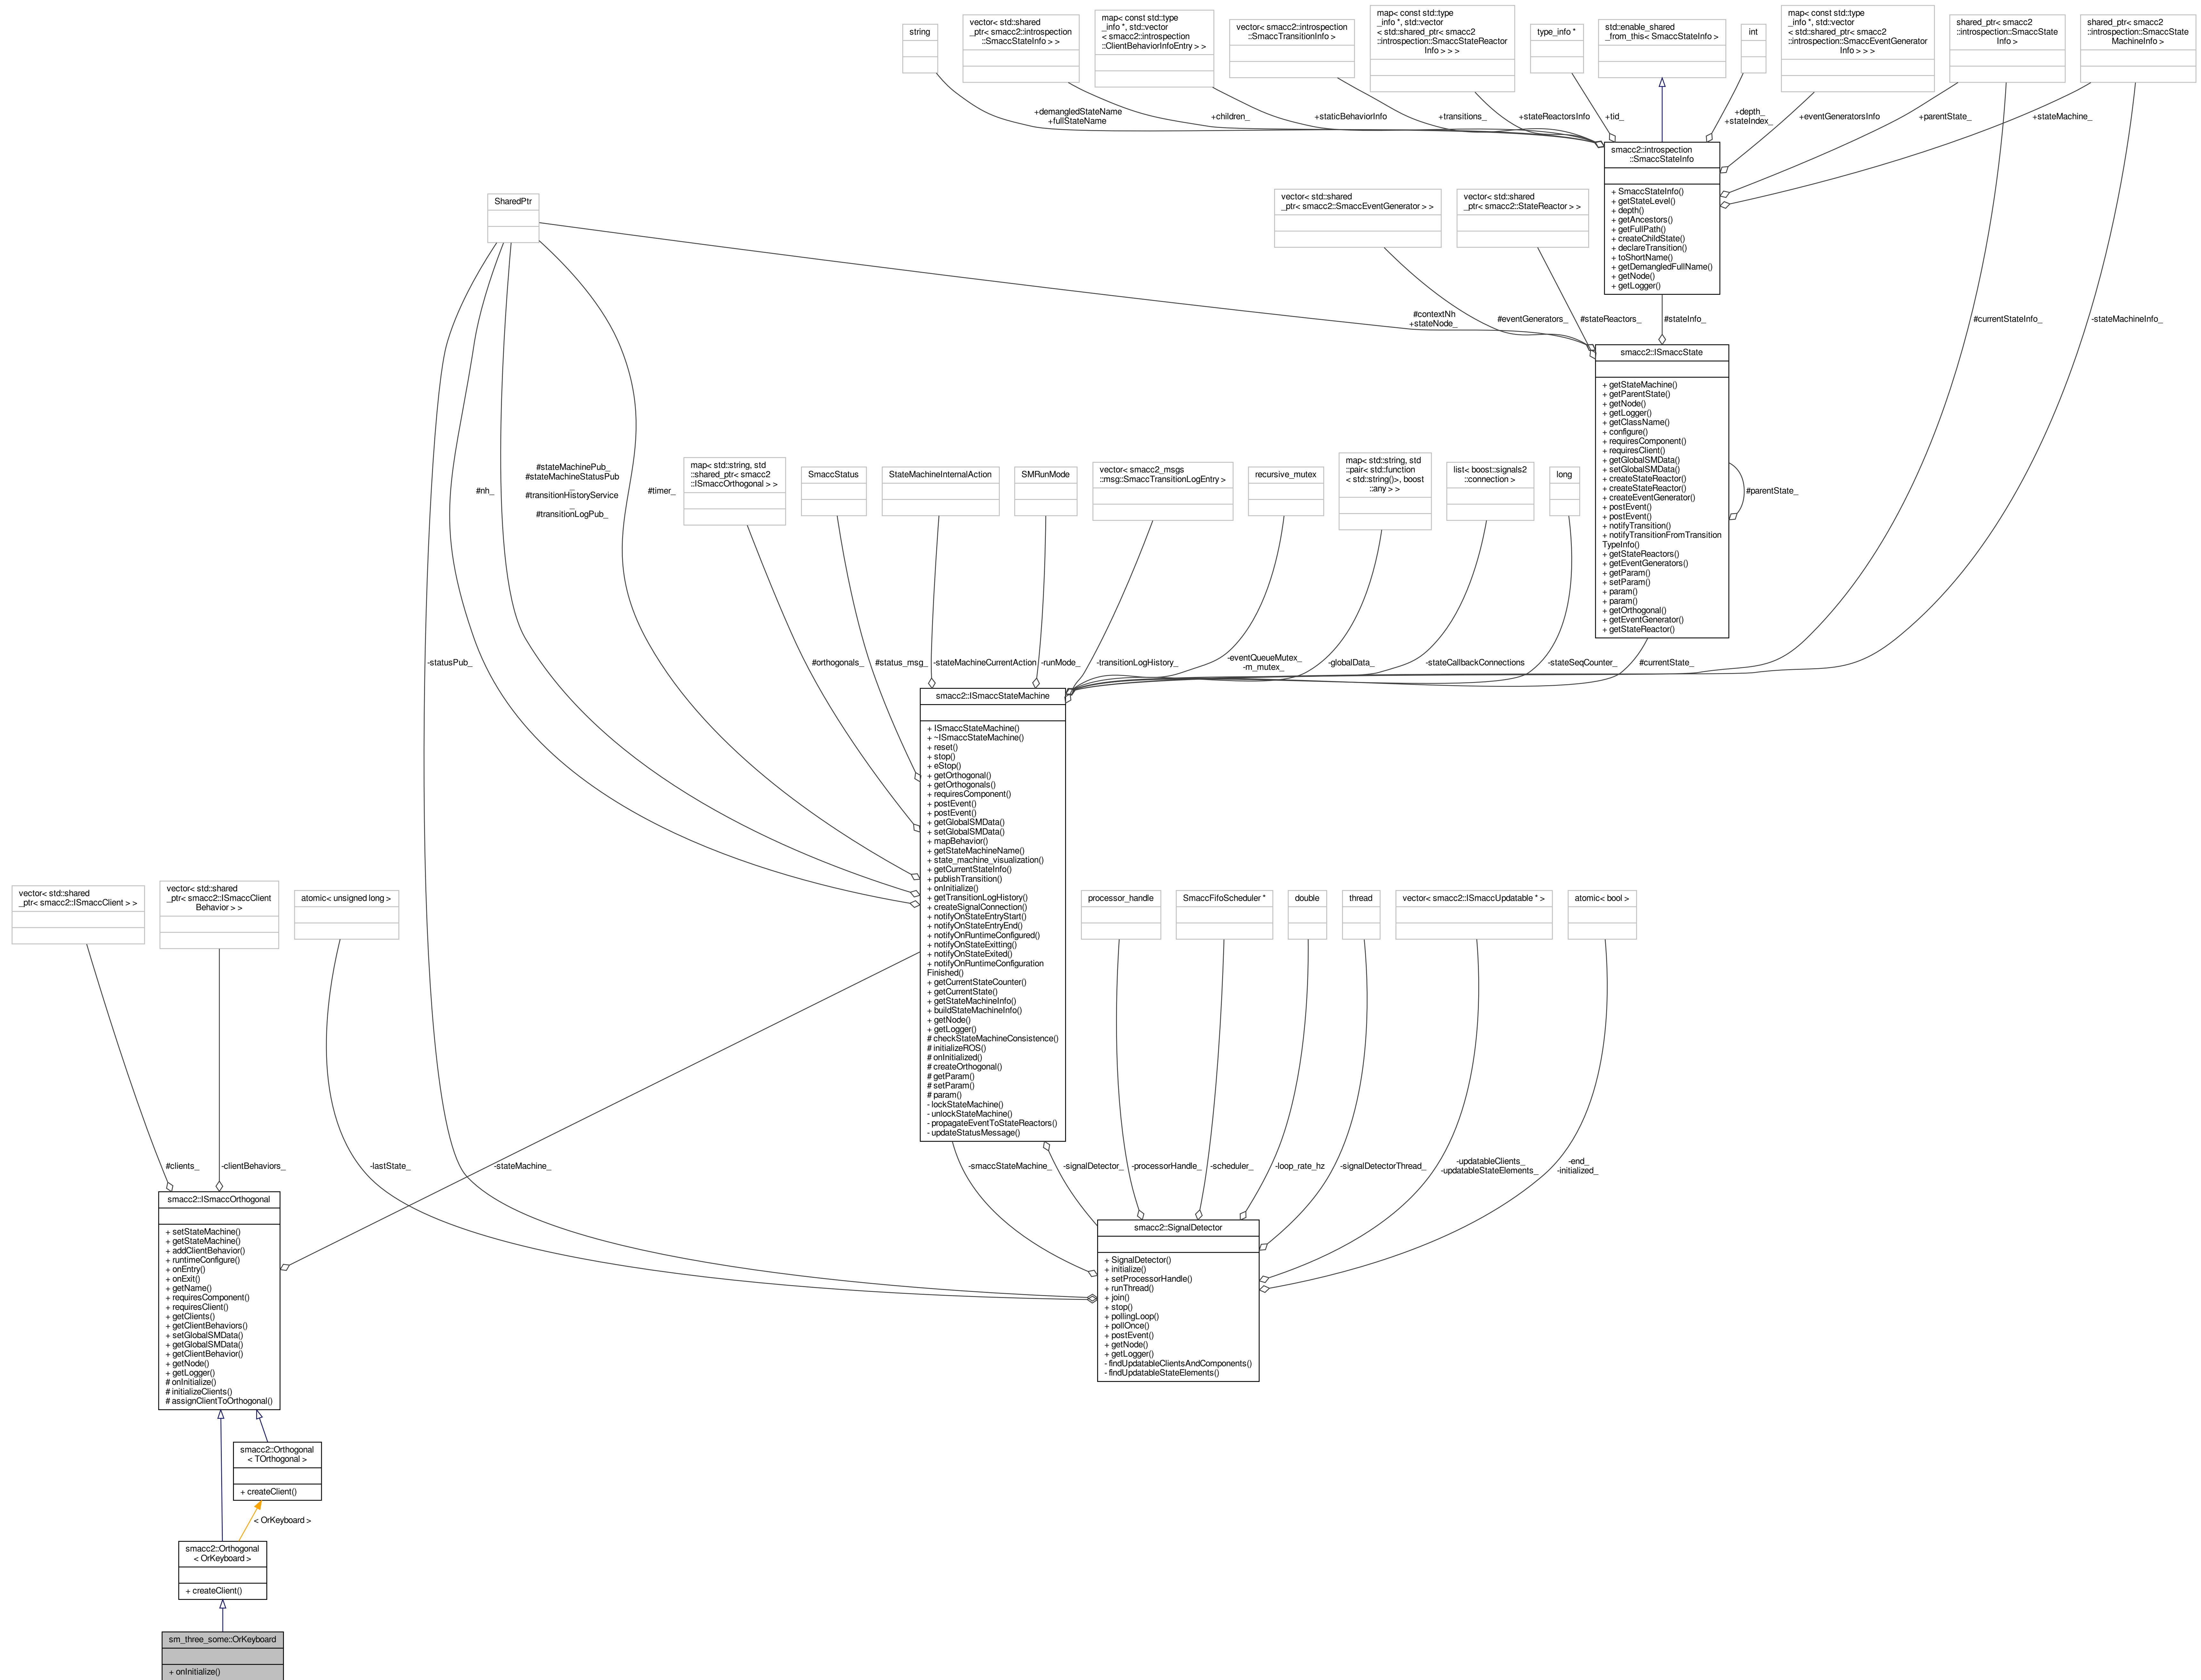 string
vector< std::shared
_ptr< smacc2::introspection
::SmaccStateInfo > >
map< const std::type
_info *, std::vector
< smacc2::introspection
::ClientBehaviorInfoEntry > >
vector< smacc2::introspection
::SmaccTransitionInfo >
map< const std::type
_info *, std::vector
< std::shared_ptr< smacc2
::introspection::SmaccStateReactor
Info > > >
type_info *
std::enable_shared
_from_this< SmaccStateInfo >
int
map< const std::type
_info *, std::vector
< std::shared_ptr< smacc2
::introspection::SmaccEventGenerator
Info > > >
shared_ptr< smacc2
::introspection::SmaccState
Info >
shared_ptr< smacc2
::introspection::SmaccState
MachineInfo >
+demangledStateName
+fullStateName
+children_
+staticBehaviorInfo
+transitions_
+stateReactorsInfo
+tid_
+depth_
+stateIndex_
+eventGeneratorsInfo
+parentState_
+stateMachine_
smacc2::introspection
::SmaccStateInfo
+ SmaccStateInfo()
+ getStateLevel()
+ depth()
+ getAncestors()
+ getFullPath()
+ createChildState()
+ declareTransition()
+ toShortName()
+ getDemangledFullName()
+ getNode()
+ getLogger()
SharedPtr
vector< std::shared
_ptr< smacc2::SmaccEventGenerator > >
vector< std::shared
_ptr< smacc2::StateReactor > >
#contextNh
+stateNode_
#eventGenerators_
#stateReactors_
#stateInfo_
#currentStateInfo_
-stateMachineInfo_
smacc2::ISmaccState
+ getStateMachine()
+ getParentState()
+ getNode()
+ getLogger()
+ getClassName()
+ configure()
+ requiresComponent()
+ requiresClient()
+ getGlobalSMData()
+ setGlobalSMData()
+ createStateReactor()
+ createStateReactor()
+ createEventGenerator()
+ postEvent()
+ postEvent()
+ notifyTransition()
+ notifyTransitionFromTransition
TypeInfo()
+ getStateReactors()
+ getEventGenerators()
+ getParam()
+ setParam()
+ param()
+ param()
+ getOrthogonal()
+ getEventGenerator()
+ getStateReactor()
#parentState_
#nh_
#stateMachinePub_
#stateMachineStatusPub
_
#transitionHistoryService
_
#transitionLogPub_
#timer_
map< std::string, std
::shared_ptr< smacc2
::ISmaccOrthogonal > >
SmaccStatus
StateMachineInternalAction
SMRunMode
vector< smacc2_msgs
::msg::SmaccTransitionLogEntry >
recursive_mutex
map< std::string, std
::pair< std::function
< std::string()>, boost
::any > >
list< boost::signals2
::connection >
long
-statusPub_
#orthogonals_
#status_msg_
-stateMachineCurrentAction
-runMode_
-transitionLogHistory_
-eventQueueMutex_
-m_mutex_
-globalData_
-stateCallbackConnections
-stateSeqCounter_
#currentState_
smacc2::ISmaccStateMachine
+ ISmaccStateMachine()
+ ~ISmaccStateMachine()
+ reset()
+ stop()
+ eStop()
+ getOrthogonal()
+ getOrthogonals()
+ requiresComponent()
+ postEvent()
+ postEvent()
+ getGlobalSMData()
+ setGlobalSMData()
+ mapBehavior()
+ getStateMachineName()
+ state_machine_visualization()
+ getCurrentStateInfo()
+ publishTransition()
+ onInitialize()
+ getTransitionLogHistory()
+ createSignalConnection()
+ notifyOnStateEntryStart()
+ notifyOnStateEntryEnd()
+ notifyOnRuntimeConfigured()
+ notifyOnStateExitting()
+ notifyOnStateExited()
+ notifyOnRuntimeConfiguration
Finished()
+ getCurrentStateCounter()
+ getCurrentState()
+ getStateMachineInfo()
+ buildStateMachineInfo()
+ getNode()
+ getLogger()
# checkStateMachineConsistence()
# initializeROS()
# onInitialized()
# createOrthogonal()
# getParam()
# setParam()
# param()
- lockStateMachine()
- unlockStateMachine()
- propagateEventToStateReactors()
- updateStatusMessage()
vector< std::shared
_ptr< smacc2::ISmaccClient > >
vector< std::shared
_ptr< smacc2::ISmaccClient
Behavior > >
atomic< unsigned long >
processor_handle
SmaccFifoScheduler *
double
thread
vector< smacc2::ISmaccUpdatable * >
atomic< bool >
#clients_
-clientBehaviors_
-lastState_
-stateMachine_
-smaccStateMachine_
-signalDetector_
-processorHandle_
-scheduler_
-loop_rate_hz
-signalDetectorThread_
-updatableClients_
-updatableStateElements_
-end_
-initialized_
smacc2::ISmaccOrthogonal
+ setStateMachine()
+ getStateMachine()
+ addClientBehavior()
+ runtimeConfigure()
+ onEntry()
+ onExit()
+ getName()
+ requiresComponent()
+ requiresClient()
+ getClients()
+ getClientBehaviors()
+ setGlobalSMData()
+ getGlobalSMData()
+ getClientBehavior()
+ getNode()
+ getLogger()
# onInitialize()
# initializeClients()
# assignClientToOrthogonal()
smacc2::SignalDetector
+ SignalDetector()
+ initialize()
+ setProcessorHandle()
+ runThread()
+ join()
+ stop()
+ pollingLoop()
+ pollOnce()
+ postEvent()
+ getNode()
+ getLogger()
- findUpdatableClientsAndComponents()
- findUpdatableStateElements()
smacc2::Orthogonal
< TOrthogonal >
+ createClient()
< OrKeyboard >
smacc2::Orthogonal
< OrKeyboard >
+ createClient()
sm_three_some::OrKeyboard
+ onInitialize()